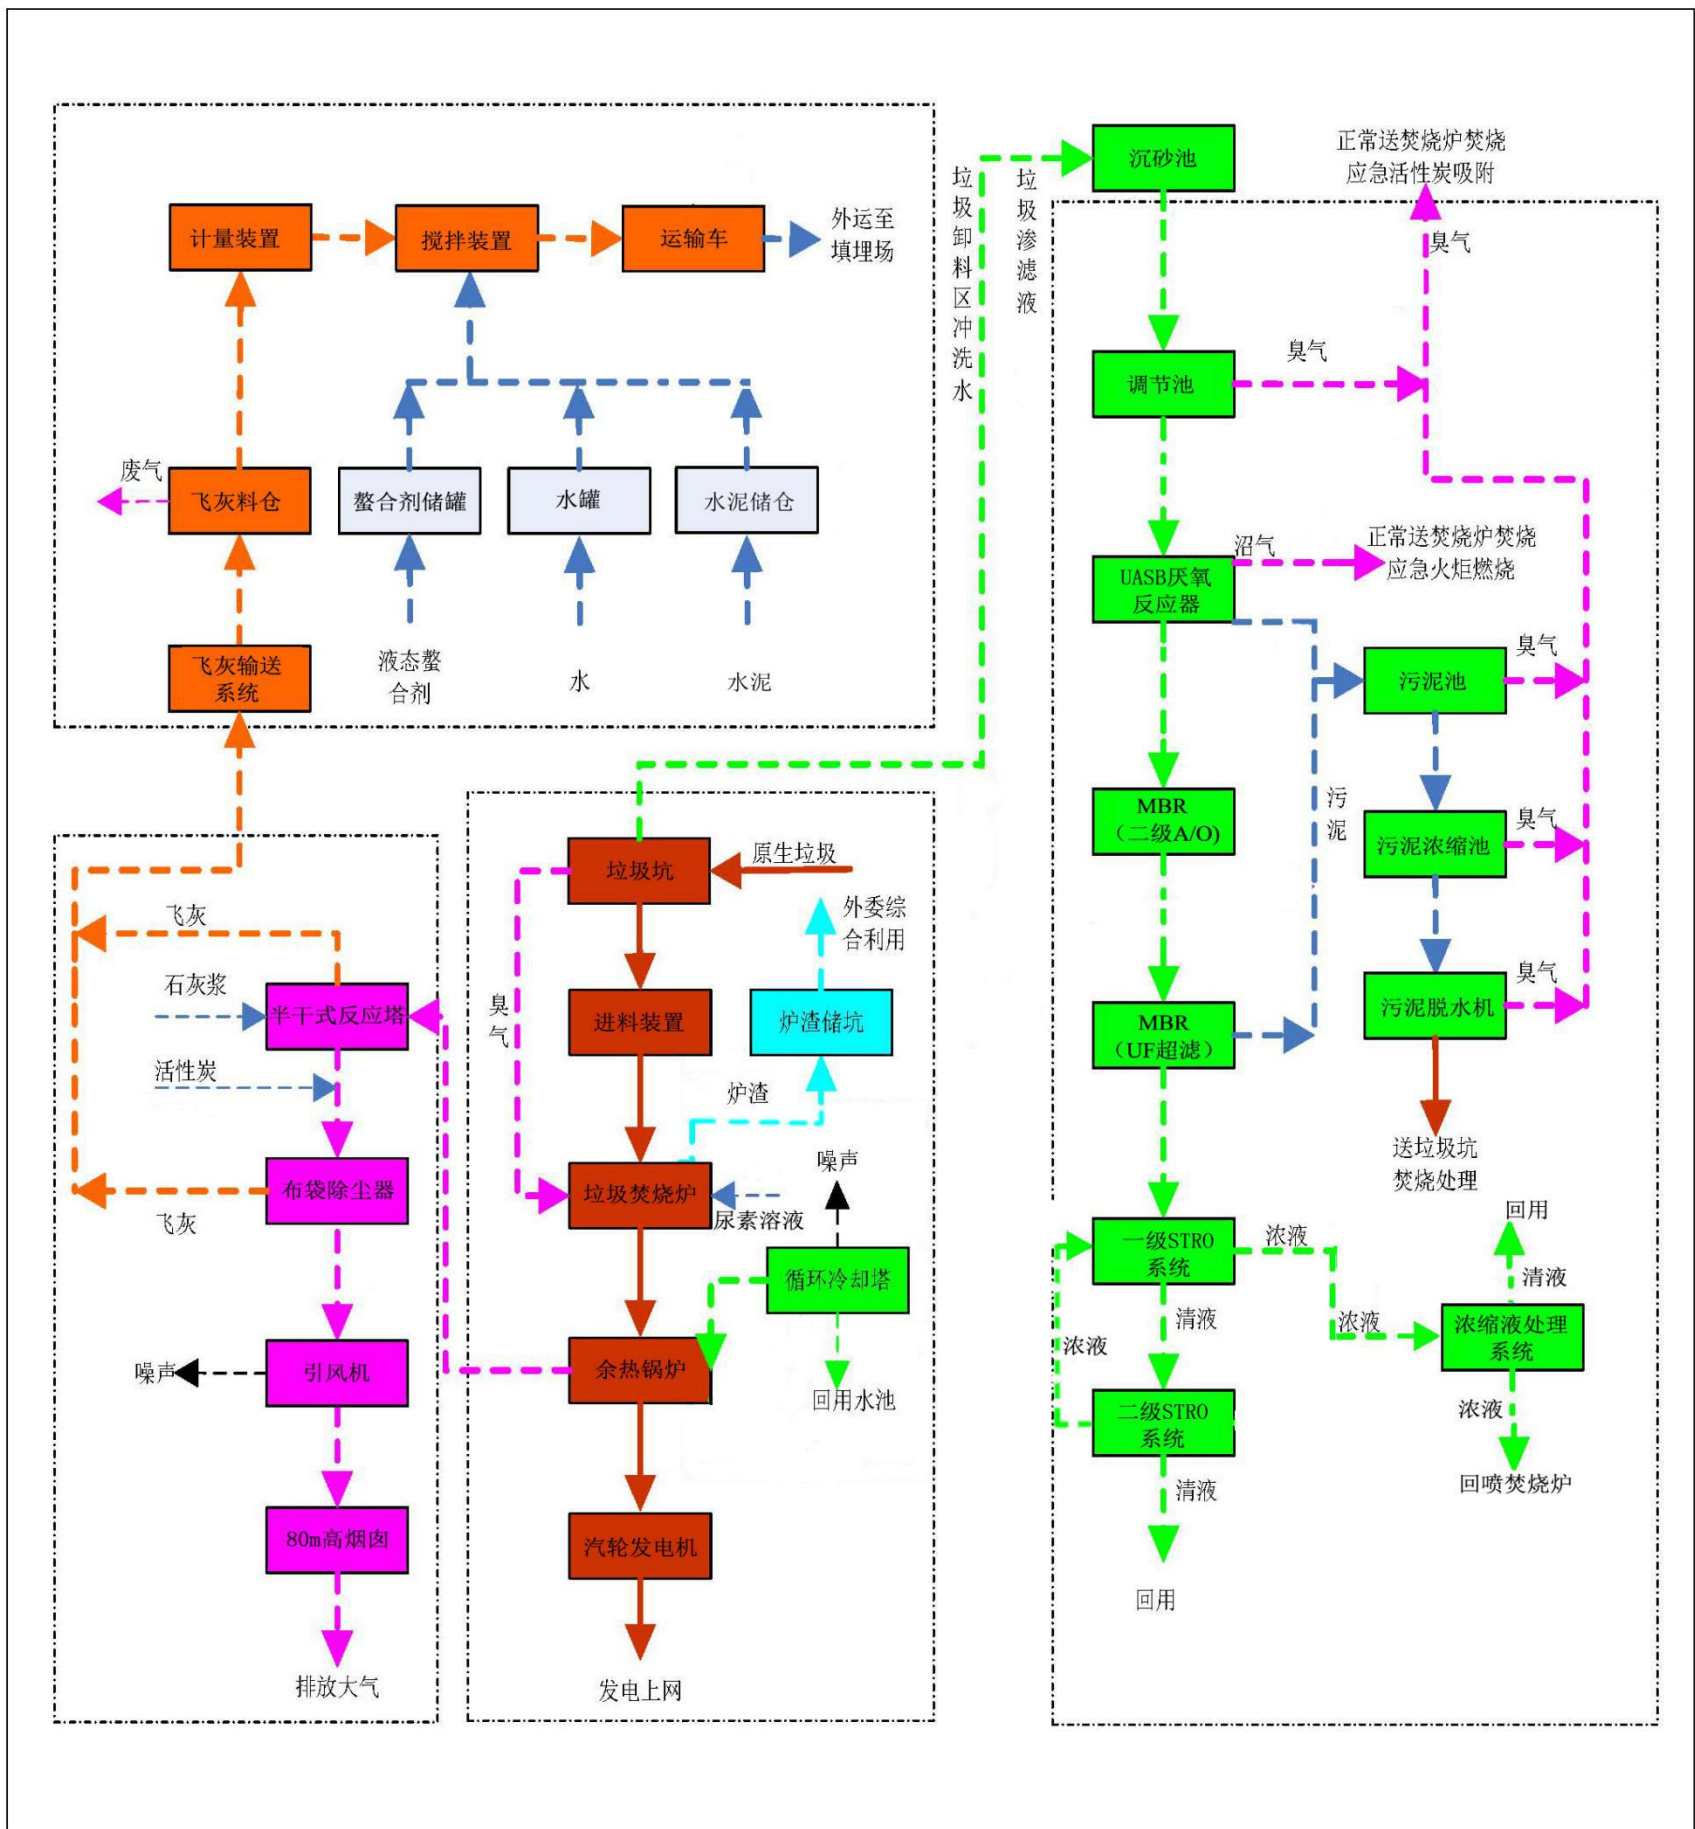 计量装置
搅拌装置
运输车
外运至
填埋场
废气
飞灰料仓
螯合剂储罐
水罐
水泥储仓
飞灰输送
系统
液态螯
合剂
水
水泥
垃圾卸料区冲洗水
垃圾渗滤液
飞灰
石灰浆
半干式反应塔
活性炭
布袋除尘器
飞灰
噪声
引风机
80m高烟囱
排放大气
垃圾坑
原生垃圾
外委综
合利用
臭气
进料装置
炉渣储坑
炉渣
噪声
垃圾焚烧炉
尿素溶液
循环冷却塔
余热锅炉
回用水池
汽轮发电机
发电上网
沉砂池
正常送焚烧炉焚烧
应急活性炭吸附
臭气
调节池
臭气
UASB厌氧
反应器
沼气
正常送焚烧炉焚烧
应急火炬燃烧
污泥池
臭气
MBR
（二级A/O)
污泥
污泥浓缩池
臭气
MBR
（UF超滤）
污泥脱水机
臭气
送垃圾坑
焚烧处理
一级STRO
系统
浓液
回用
清液
浓液
清液
浓液
浓缩液处理
系统
二级STRO
系统
浓液
清液
回喷焚烧炉
回用